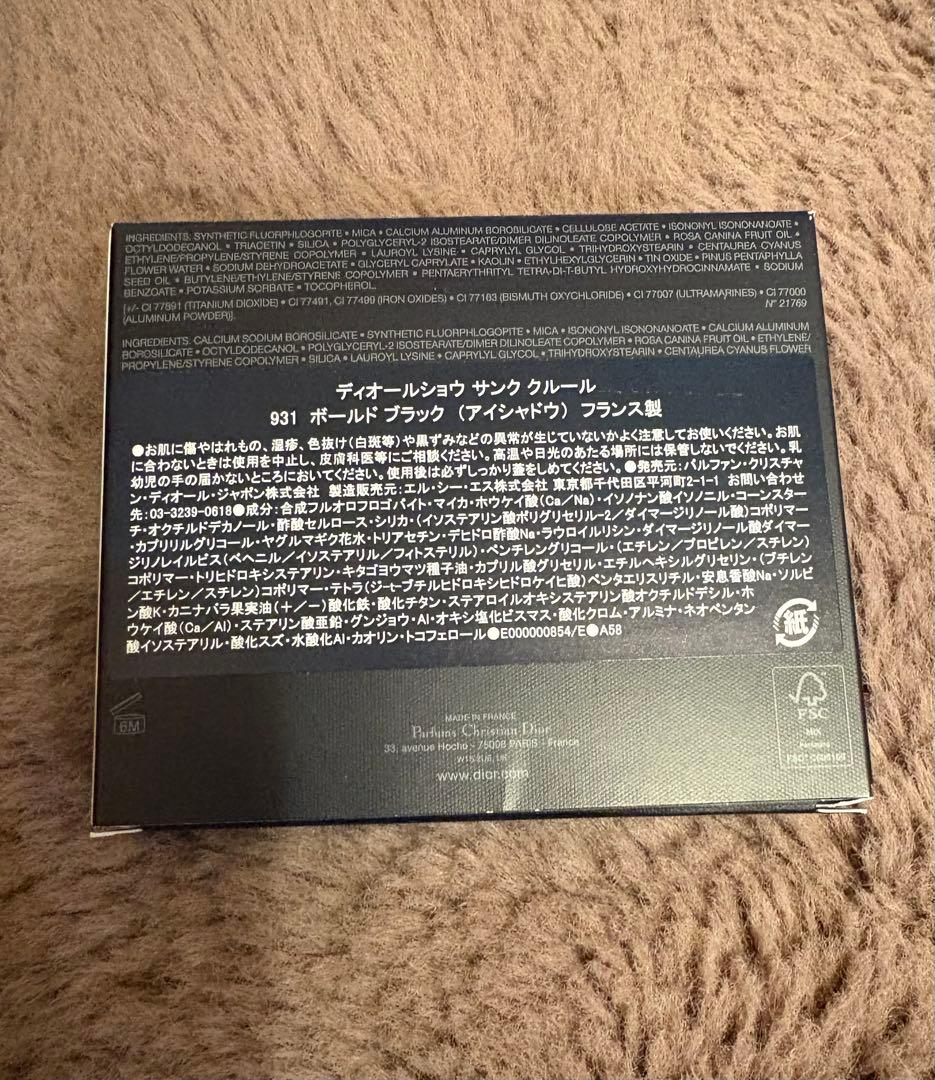 INGREDIENTS: SYNTHETIC FLUORPHLOGOPITE • MICA • CALCIUM ALUMINUM BOROSILICATE • CELLULOSE ACETATE • ISONONYL ISONONANOATE •
OCTYLDODECANOL • TRIACETIN • SILICA • POLYGLYCERYL-2 ISOSTEARATE/DIMER DILINOLEATE COPOLYMER • ROSA CANINA FRUIT OIL •
ETHYLENE/PROPYLENE/STYRENE COPOLYMER • LAUROYL LYSINE • CAPRYLYL GLYCOL • TRIHYDROXYSTEARIN • CENTAUREA CYANUS
FLOWER WATER • SODIUM DEHYDROACETATE • GLYCERYL CAPRYLATE • KAOLIN • ETHYLHEXYLGLYCERIN • TIN OXIDE • PINUS PENTAPHYLLA
SEED OIL • BUTYLENE/ETHYLENE/STYRENE COPOLYMER • PENTAERYTHRITYL TETRA-DI-T-BUTYL HYDROXYHYDROCINNAMATE • SODIUM
BENZOATE • POTASSIUM SORBATE • TOCOPHEROL.
[+/- CI 77891 (TITANIUM DIOXIDE) • CI 77491, CI 77499 (IRON OXIDES) • CI 77163 (BISMUTH OXYCHLORIDE) • CI 77007 (ULTRAMARINES) • CI 77000
(ALUMINUM POWDER)]. N° 21769
INGREDIENTS: CALCIUM SODIUM BOROSILICATE • SYNTHETIC FLUORPHLOGOPITE • MICA • ISONONYL ISONONANOATE • CALCIUM ALUMINUM
BOROSILICATE • OCTYLDODECANOL • POLYGLYCERYL-2 ISOSTEARATE/DIMER DILINOLEATE COPOLYMER • ROSA CANINA FRUIT OIL • ETHYLENE/
PROPYLENE/STYRENE COPOLYMER • SILICA • LAUROYL LYSINE • CAPRYLYL GLYCOL • TRIHYDROXYSTEARIN • CENTAUREA CYANUS FLOWER
ディオールショウ サンク クルール
931 ボールド ブラック (アイシャドウ) フランス製
●お肌に傷やはれもの、湿疹、色抜け(白斑等)や黒ずみなどの異常が生じていないかよく注意してお使いください。お肌
に合わないときは使用を中止し、皮膚科医等にご相談ください。高温や日光のあたる場所には保管しないでください。乳
幼児の手の届かないところにおいてください。使用後は必ずしっかり蓋をしめてください。●発売元:パルファン・クリスチャ
ン・ディオール・ジャポン株式会社 製造販売元:エル・シー・エス株式会社 東京都千代田区平河町2-1-1 お問い合わせ
先:03-3239-0618●成分:合成フルオロフロゴパイト・マイカ・ホウケイ酸(Ca/Na)・イソノナン酸イソノニル・コーンスター
チ・オクチルドデカノール・酢酸セルロース・シリカ・(イソステアリン酸ポリグリセリル-2/ダイマージリノール酸)コポリマー
・カプリリルグリコール・ヤグルマギク花水・トリアセチン・デヒドロ酢酸Na・ラウロイルリシン・ダイマージリノール酸ダイマー
ジリノレイルビス(ベヘニル/イソステアリル/フィトステリル)・ペンチレングリコール・(エチレン/プロピレン/スチレン)
コポリマー・トリヒドロキシステアリン・キタゴヨウマツ種子油・カプリル酸グリセリル・エチルヘキシルグリセリン・(ブチレン
/エチレン/スチレン)コポリマー・テトラ(ジ-t-ブチルヒドロキシヒドロケイヒ酸)ペンタエリスリチル・安息香酸Na・ソルビ
ン酸K・カニナバラ果実油(+/-)酸化鉄・酸化チタン・ステアロイルオキシステアリン酸オクチルドデシル・ホ
ウケイ酸(Ca/Al)・ステアリン酸亜鉛・グンジョウ・Al・オキシ塩化ビスマス・酸化クロム・アルミナ・ネオペンタン
酸イソステアリル・酸化スズ・水酸化Al・カオリン・トコフェロール●E000000854/E●A58
紙
6M
MADE IN FRANCE
Parfums Christian Dior
33, avenue Hoche - 75008 PARIS - France
W1S 2UE, UK
www.dior.com
FSC
MIX